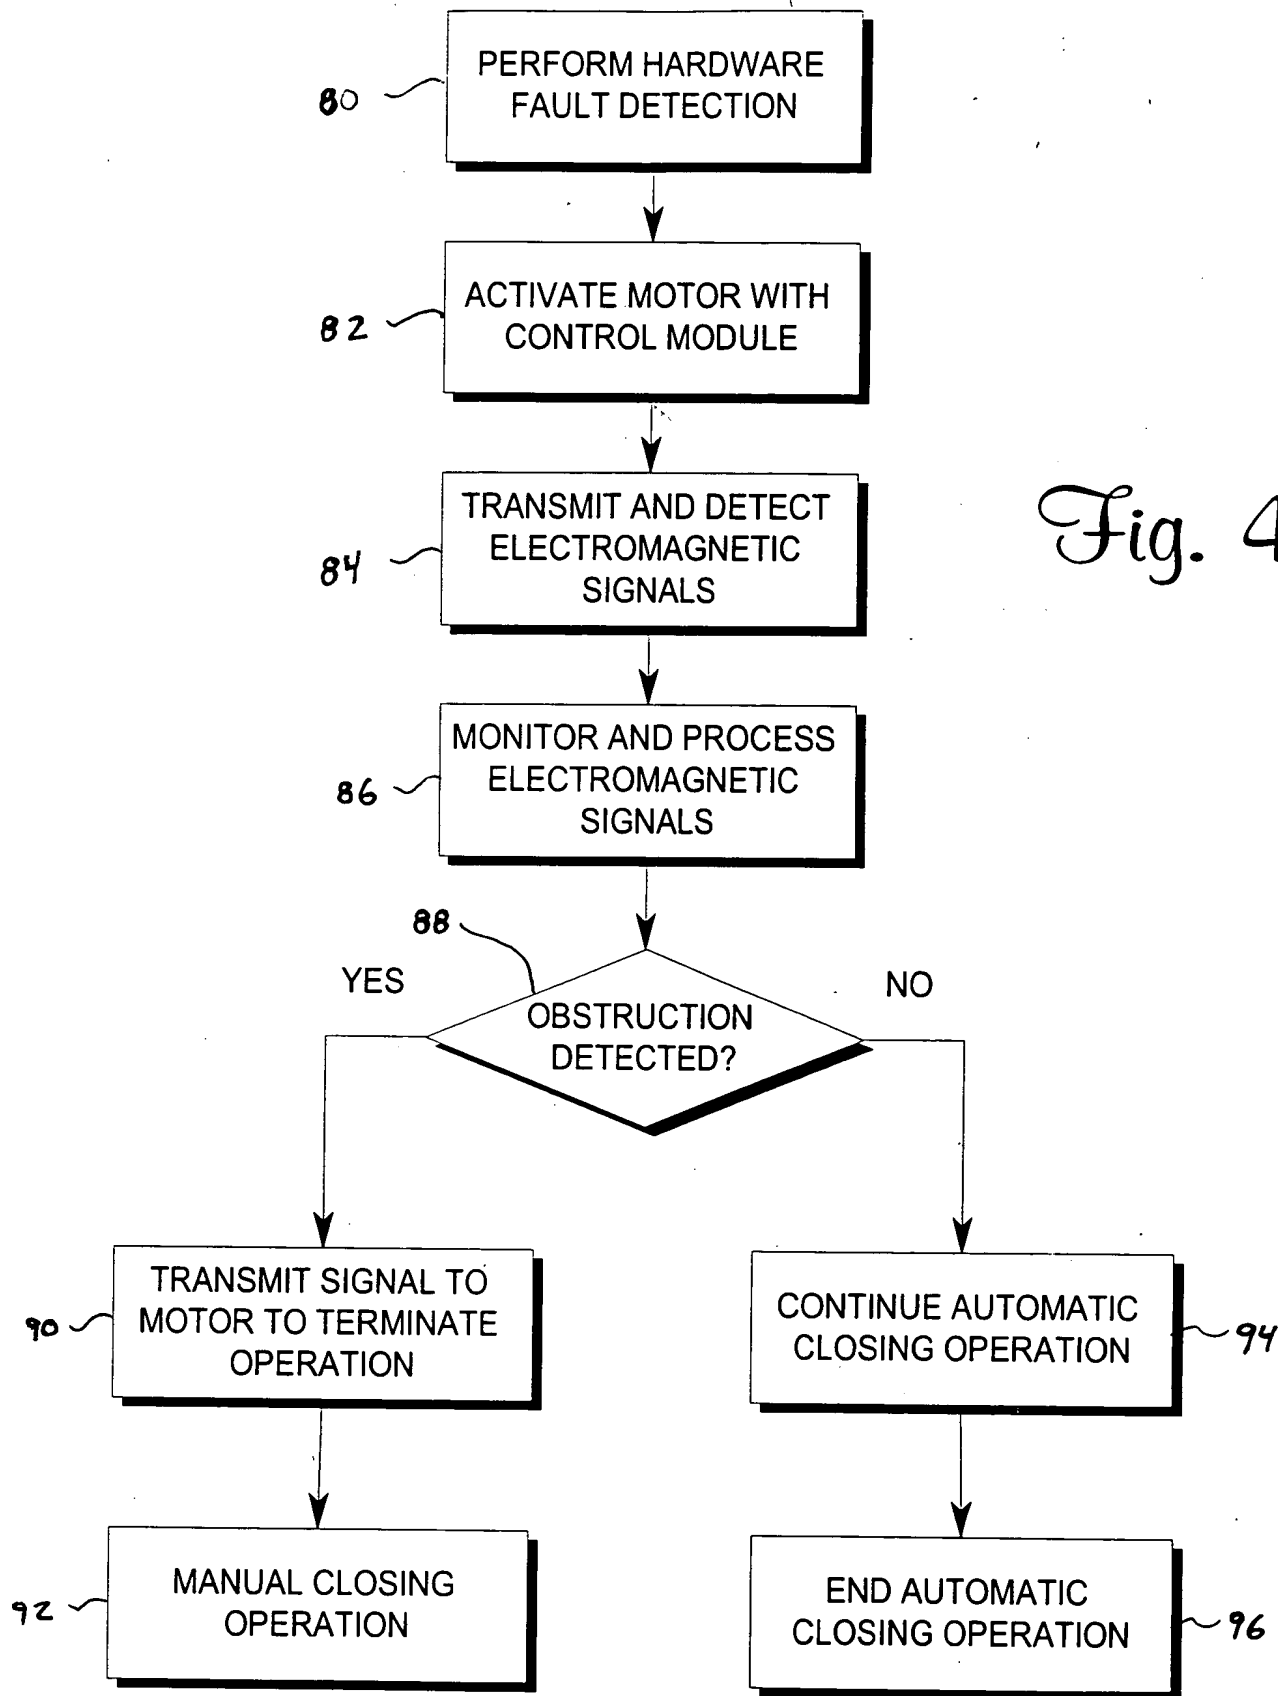 PERFORM HARDWARE
FAULT DETECTION
80
ACTIVATE MOTOR WITH
CONTROL MODULE
82
TRANSMIT AND DETECT
ELECTROMAGNETIC
SIGNALS
84
Fig. 4
MONITOR AND PROCESS
ELECTROMAGNETIC
SIGNALS
86
88
YES
NO
OBSTRUCTION
DETECTED?
TRANSMIT SIGNAL TO
MOTOR TO TERMINATE
OPERATION
90
CONTINUE AUTOMATIC
CLOSING OPERATION
94
MANUAL CLOSING
OPERATION
92
END AUTOMATIC
CLOSING OPERATION
96